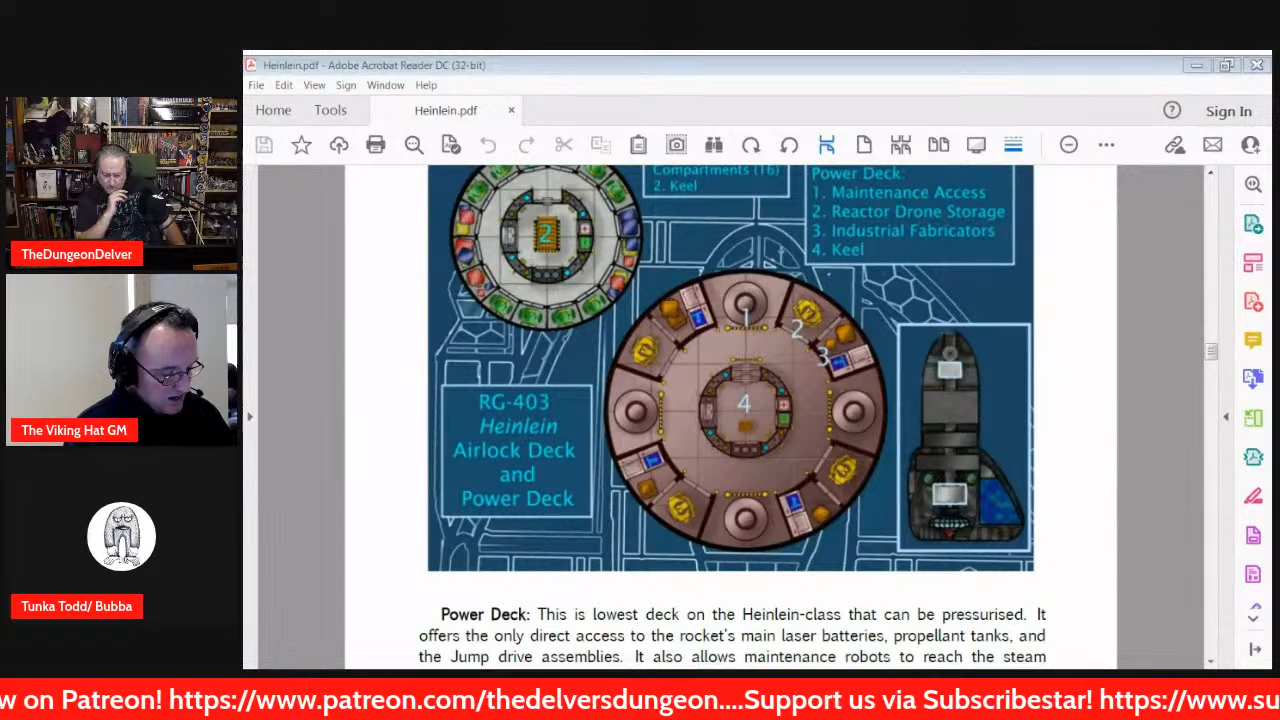 Heinlein.pdf - Adobe Acrobat Reader DC (32-bit)
File Edit View Sign Window Help
Home Tools Heinlein.pdf × Sign In
Compartments (16)
2. Keel
Power Deck:
1. Maintenance Access
2. Reactor Drone Storage
3. Industrial Fabricators
4. Keel
2
1
2
3
4
RG-403
Heinlein
Airlock Deck
and
Power Deck
Power Deck: This is lowest deck on the Heinlein-class that can be pressurised. It
offers the only direct access to the rocket's main laser batteries, propellant tanks, and
the Jump drive assemblies. It also allows maintenance robots to reach the steam
TheDungeonDelver
The Viking Hat GM
Tunka Todd/ Bubba
w on Patreon! https://www.patreon.com/thedelversdungeon....Support us via Subscribestar! https://www.su